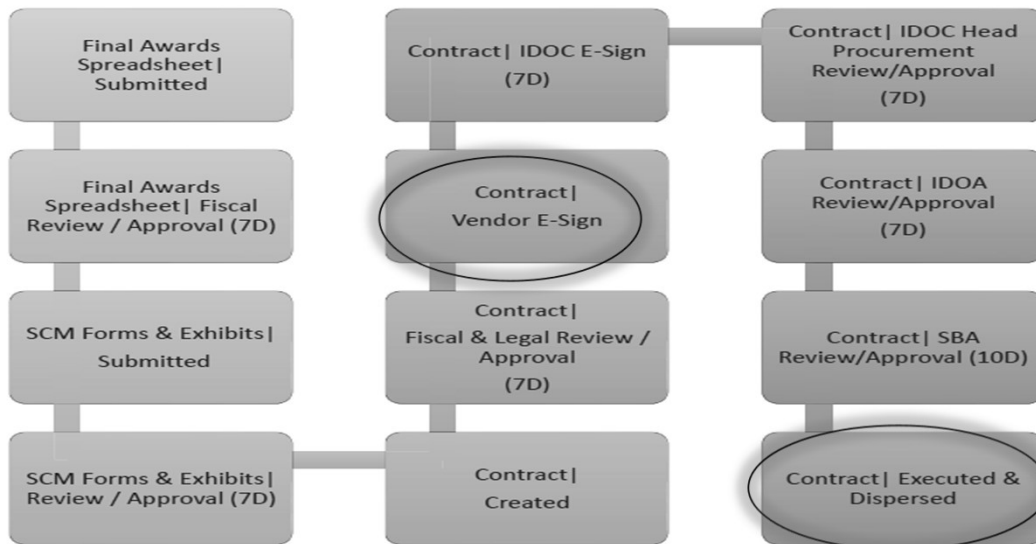 Final Awards
Spreadsheet|
Submitted
Final Awards
Spreadsheet| Fiscal
Review / Approval (7D)
SCM Forms & Exhibits|
Submitted
SCM Forms & Exhibits|
Review / Approval (7D)
Contract|
Created
Contract|
Fiscal & Legal Review /
Approval
(7D)
Contract|
Vendor E-Sign
Contract| IDOC E-Sign
(7D)
Contract| IDOC Head
Procurement
Review/Approval
(7D)
Contract| IDOA
Review/Approval
(7D)
Contract| SBA
Review/Approval (10D)
Contract| Executed &
Dispersed